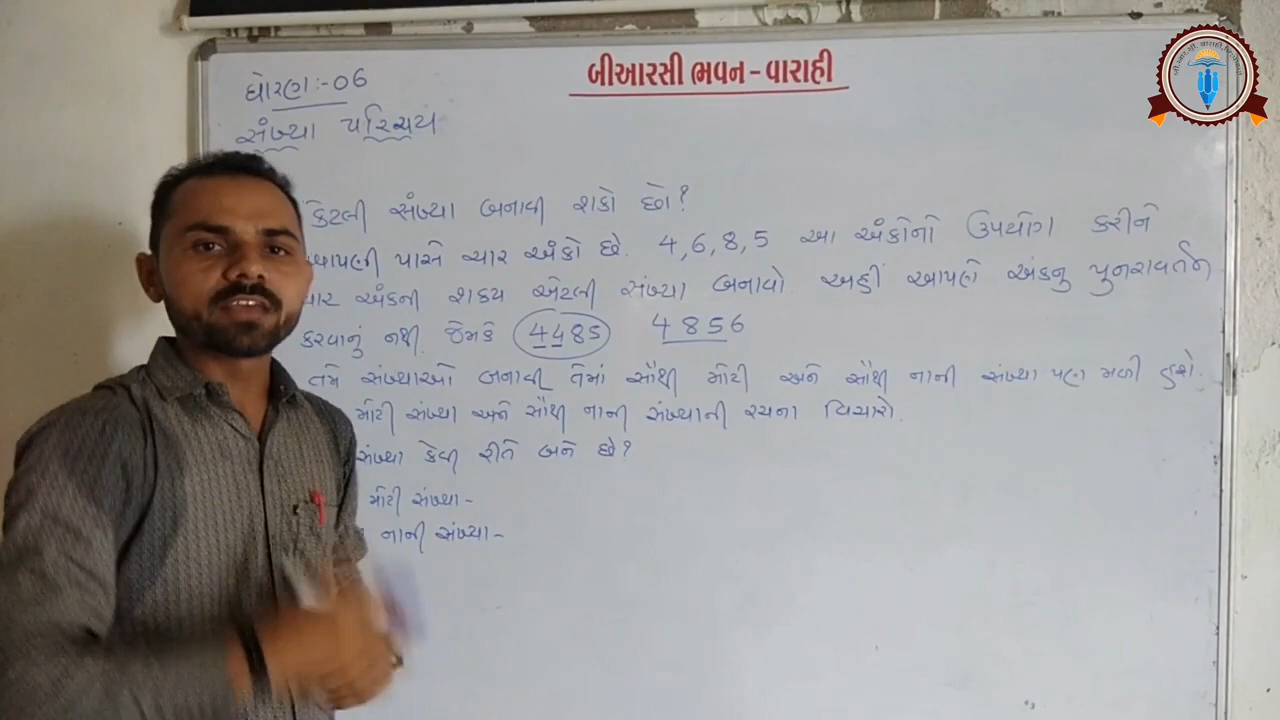 બીઆરસી ભવન - વારાહી
ધોરણ:-06
સંખ્યા પરિચય
કેટલી સંખ્યા બનાવી શકો છો?
આપણી પાસે ચાર અંકો છે. 4,6,8,5 આ અંકોનો ઉપયોગ કરીને
ચાર અંકની શક્ય એટલી સંખ્યા બનાવો. અહીં આપણે અંકનુ પુનરાવર્તન
કરવાનું નથી. જેમકે 4485 4856
તમે સંખ્યાઓ બનાવી તેમાં સૌથી મોટી અને સૌથી નાની સંખ્યા પણ મળી હશે.
મોટી સંખ્યા અને સૌથી નાની સંખ્યાની રચના વિચારો.
સંખ્યા કેવી રીતે બને છે?
મોટી સંખ્યા -
નાની સંખ્યા -